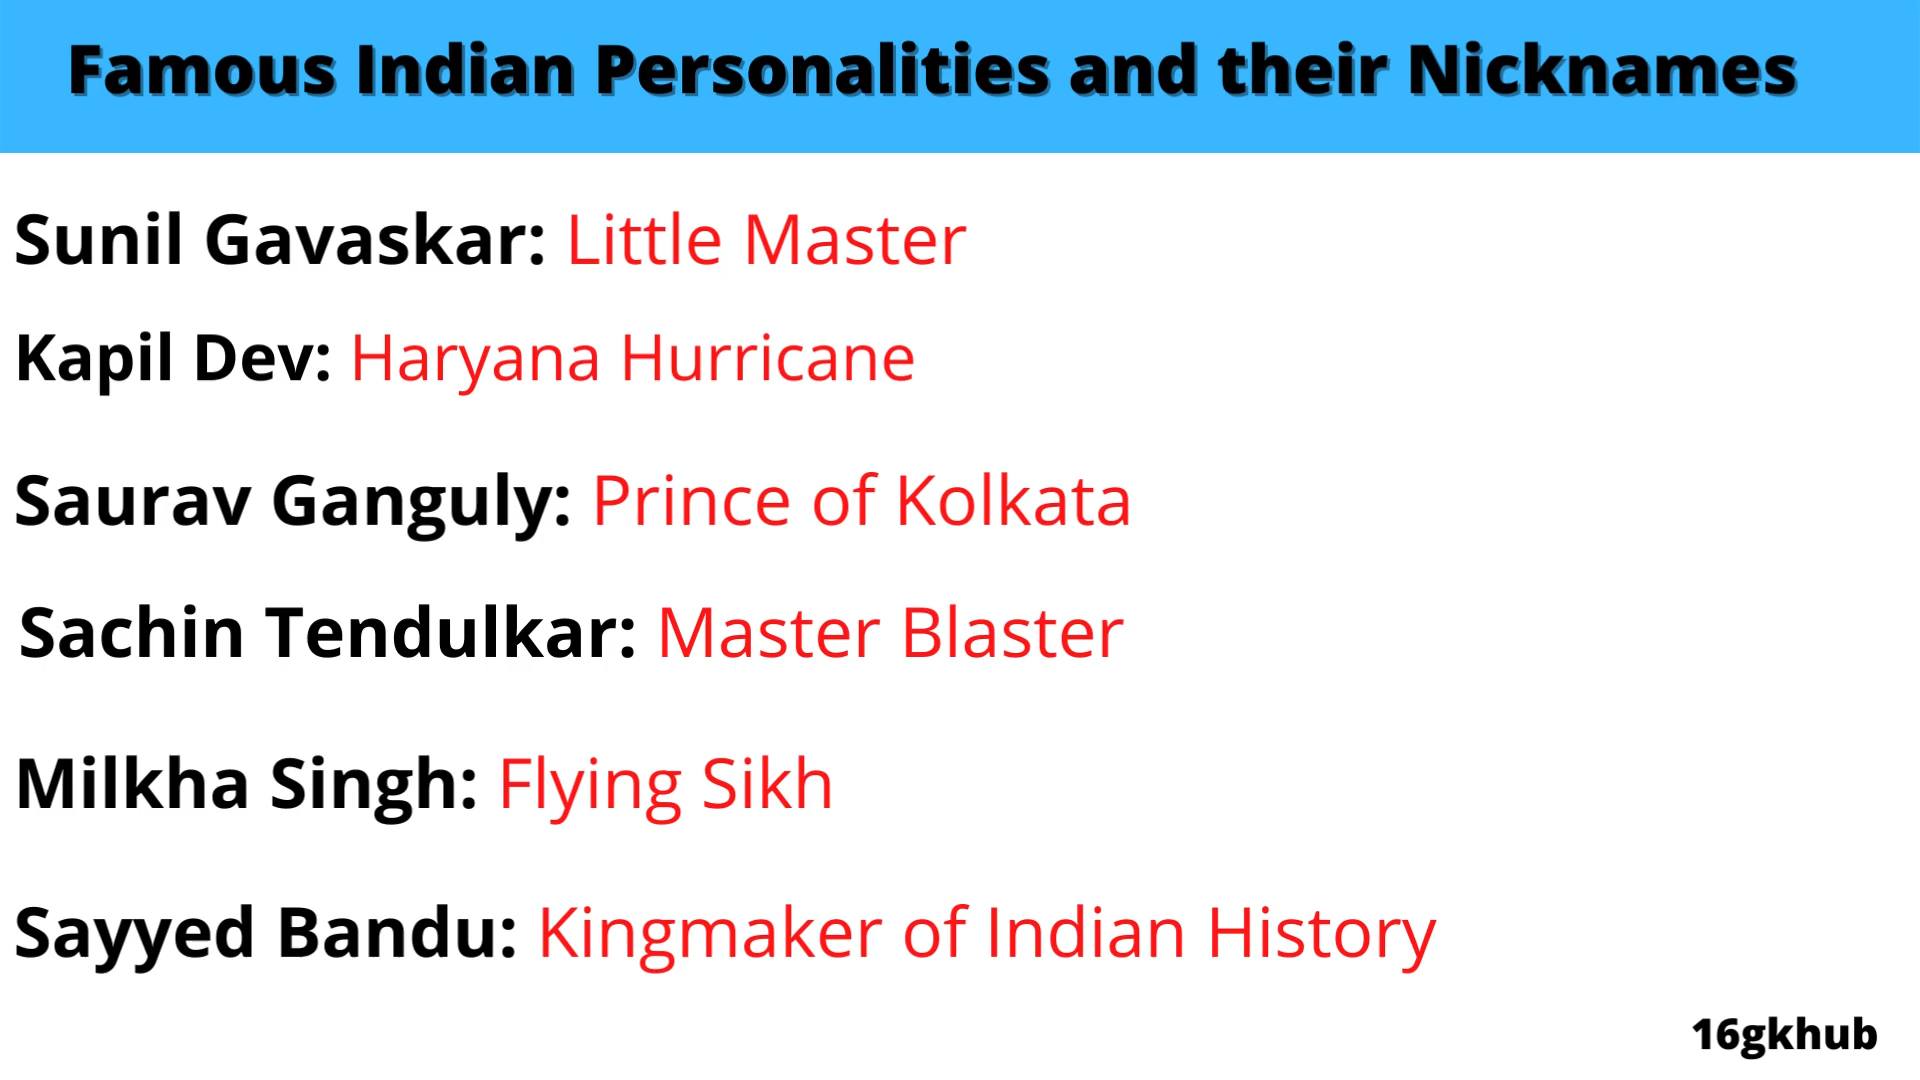 Famous Indian Personalities and their Nicknames
Sunil Gavaskar: Little Master
Kapil Dev: Haryana Hurricane
Saurav Ganguly: Prince of Kolkata
Sachin Tendulkar: Master Blaster
Milkha Singh: Flying Sikh
Sayyed Bandu: Kingmaker of Indian History
16gkhub